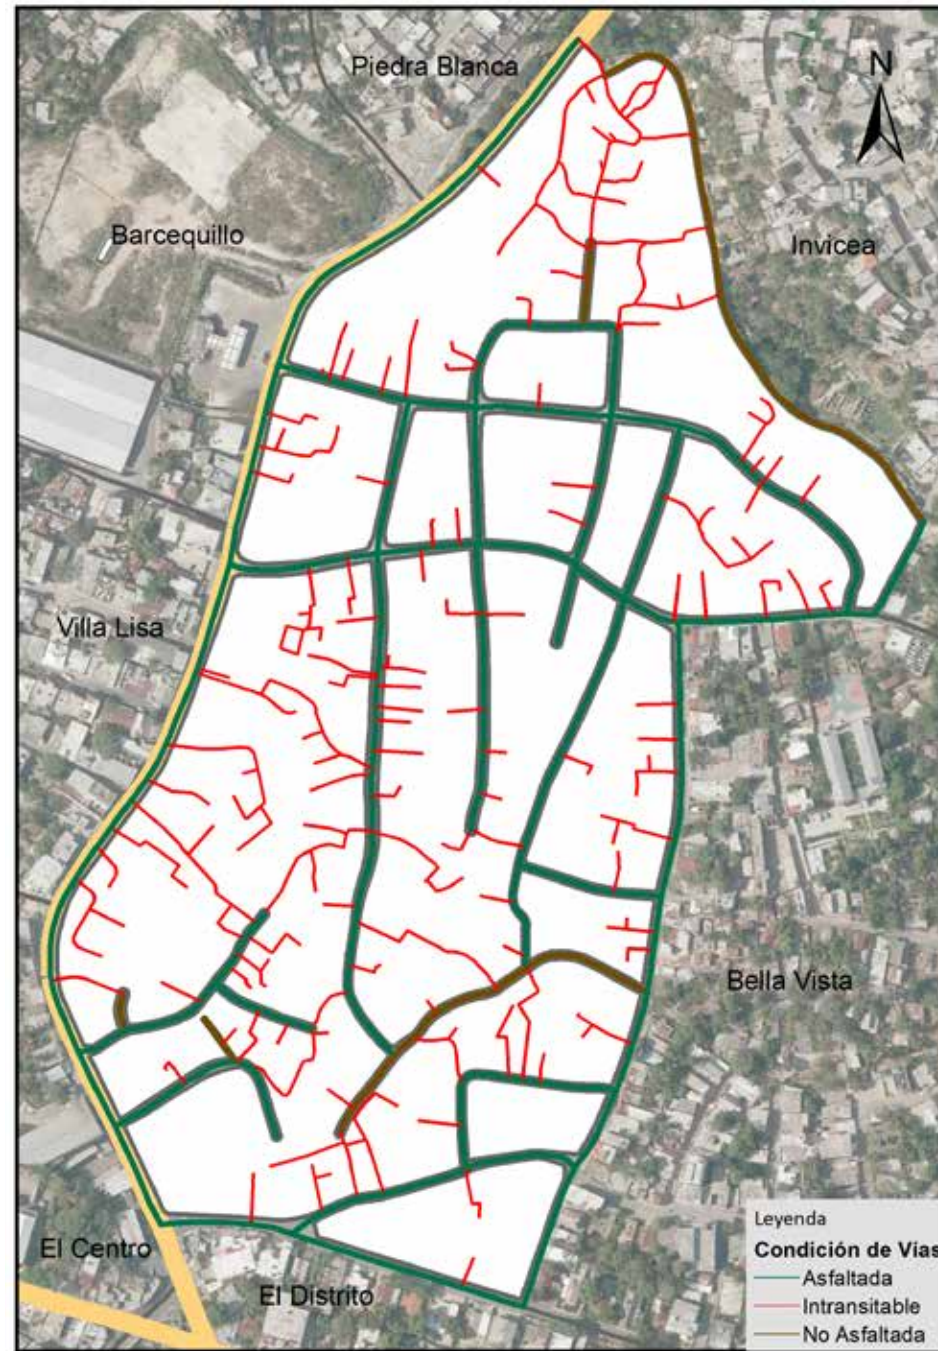 Piedra Blanca
N
Barcequillo
Invicea
Villa Lisa
Bella Vista
El Centro
El Distrito
Leyenda
Condición de Vías
Asfaltada
Intransitable
No Asfaltada